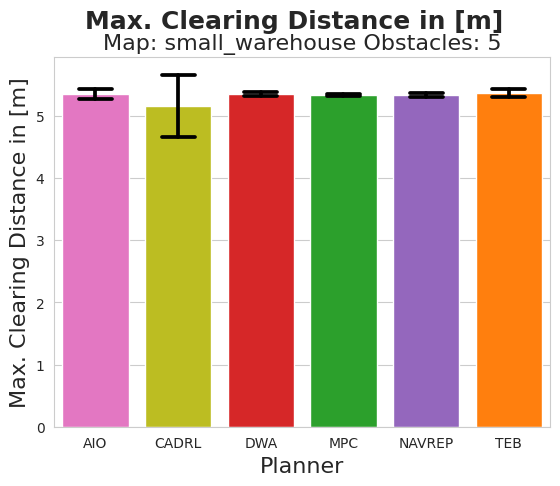 Max. Clearing Distance in [m]
Map: small_warehouse Obstacles: 5
Max. Clearing Distance in [m]
5
4
3
2
1
0
AIO CADRL DWA MPC NAVREP TEB
Planner